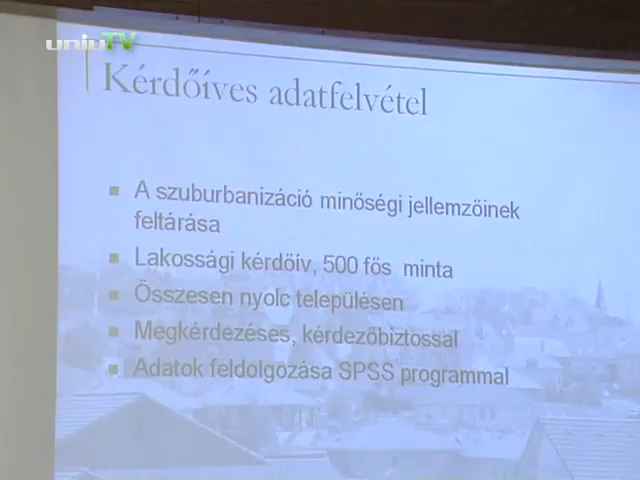 uniuTV
Kérdőíves adatfelvétel
A szuburbanizáció minőségi jellemzőinek
feltárása
Lakossági kérdőív, 500 fős minta
Összesen nyolc településen
Megkérdezéses, kérdezőbiztossal
Adatok feldolgozása SPSS programmal